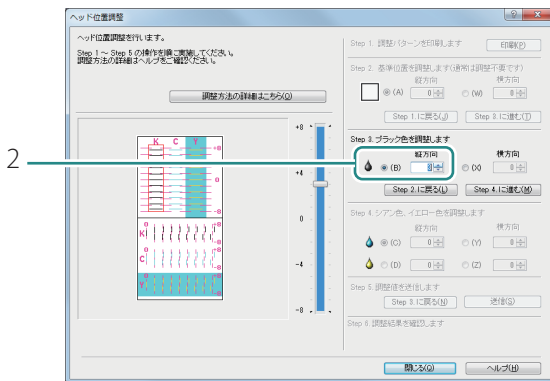 ヘッド位置調整
ヘッド位置調整を行います。
Step 1 ～ Step 5 の操作を順に実施してください。
調整方法の詳細はヘルプをご確認ください。
調整方法の詳細はこちら(O)
K C Y
+8
0
-8
K
C
Y
+8
+4
0
-4
-8
2
Step 1. 調整パターンを印刷します
印刷(P)
Step 2. 基準位置を調整します(通常は調整不要です)
縦方向 横方向
(A) 0 (W) 0
Step 1.に戻る(J) Step 3.に進む(T)
Step 3. ブラック色を調整します
縦方向 横方向
(B) (X) 0
Step 2.に戻る(L) Step 4.に進む(M)
Step 4. シアン色、イエロー色を調整します
縦方向 横方向
(C) 0 (Y) 0
(D) 0 (Z) 0
Step 5. 調整値を送信します
Step 3.に戻る(N) 送信(S)
Step 6. 調整結果を確認します
閉じる(Q) ヘルプ(H)